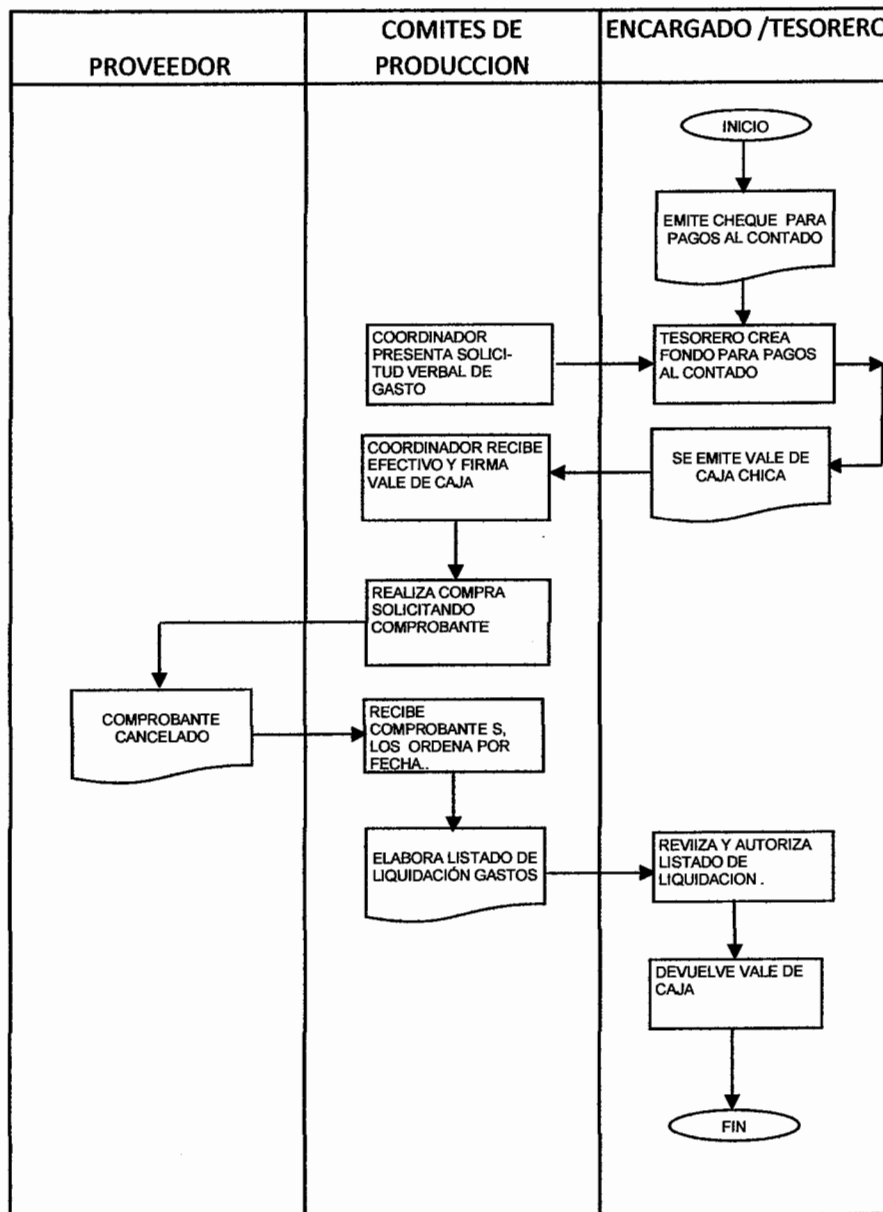 PROVEEDOR
COMITES DE
PRODUCCION
ENCARGADO /TESORERO
INICIO
EMITE CHEQUE PARA
PAGOS AL CONTADO
COORDINADOR
PRESENTA SOLICI-
TUD VERBAL DE
GASTO
TESORERO CREA
FONDO PARA PAGOS
AL CONTADO
COORDINADOR RECIBE
EFECTIVO Y FIRMA
VALE DE CAJA
SE EMITE VALE DE
CAJA CHICA
REALIZA COMPRA
SOLICITANDO
COMPROBANTE
COMPROBANTE
CANCELADO
RECIBE
COMPROBANTE S,
LOS ORDENA POR
FECHA..
ELABORA LISTADO DE
LIQUIDACIÓN GASTOS
REVIIZA Y AUTORIZA
LISTADO DE
LIQUIDACION .
DEVUELVE VALE DE
CAJA
FIN